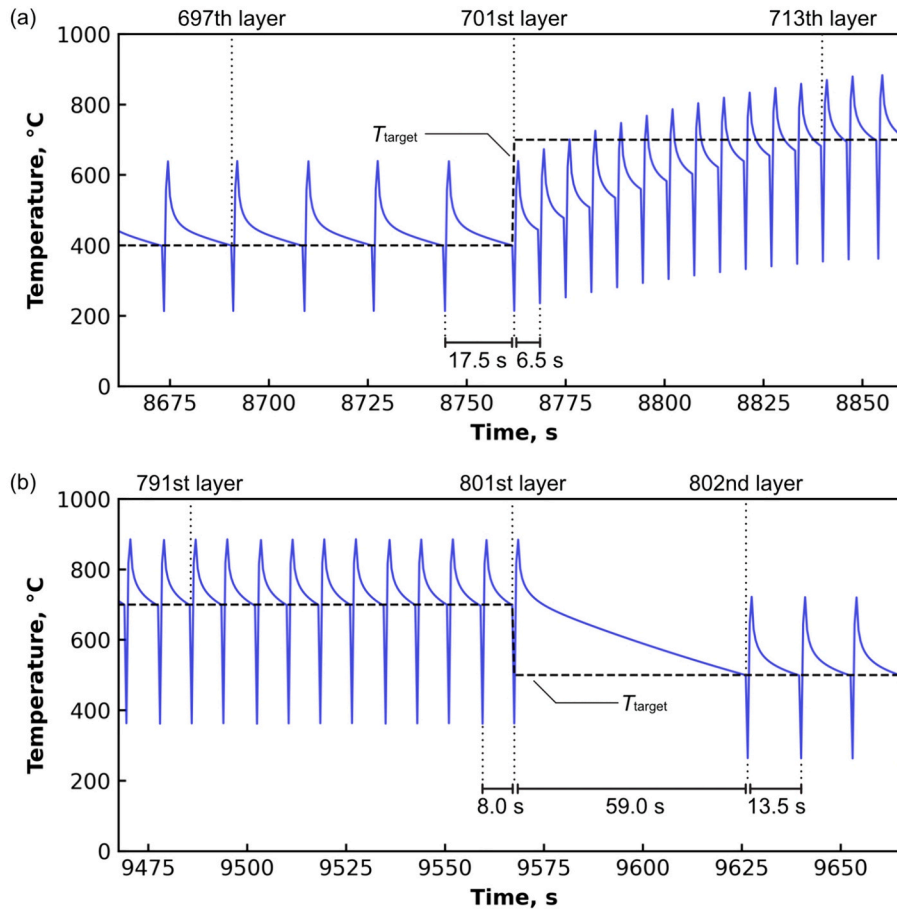 (a)
697th layer 701st layer 713th layer
1000
800
600
400
200
0
Temperature, °C
T target
17.5 s 6.5 s
8675 8700 8725 8750 8775 8800 8825 8850
Time, s
(b)
791st layer 801st layer 802nd layer
1000
800
600
400
200
0
Temperature, °C
T target
8.0 s 59.0 s 13.5 s
9475 9500 9525 9550 9575 9600 9625 9650
Time, s